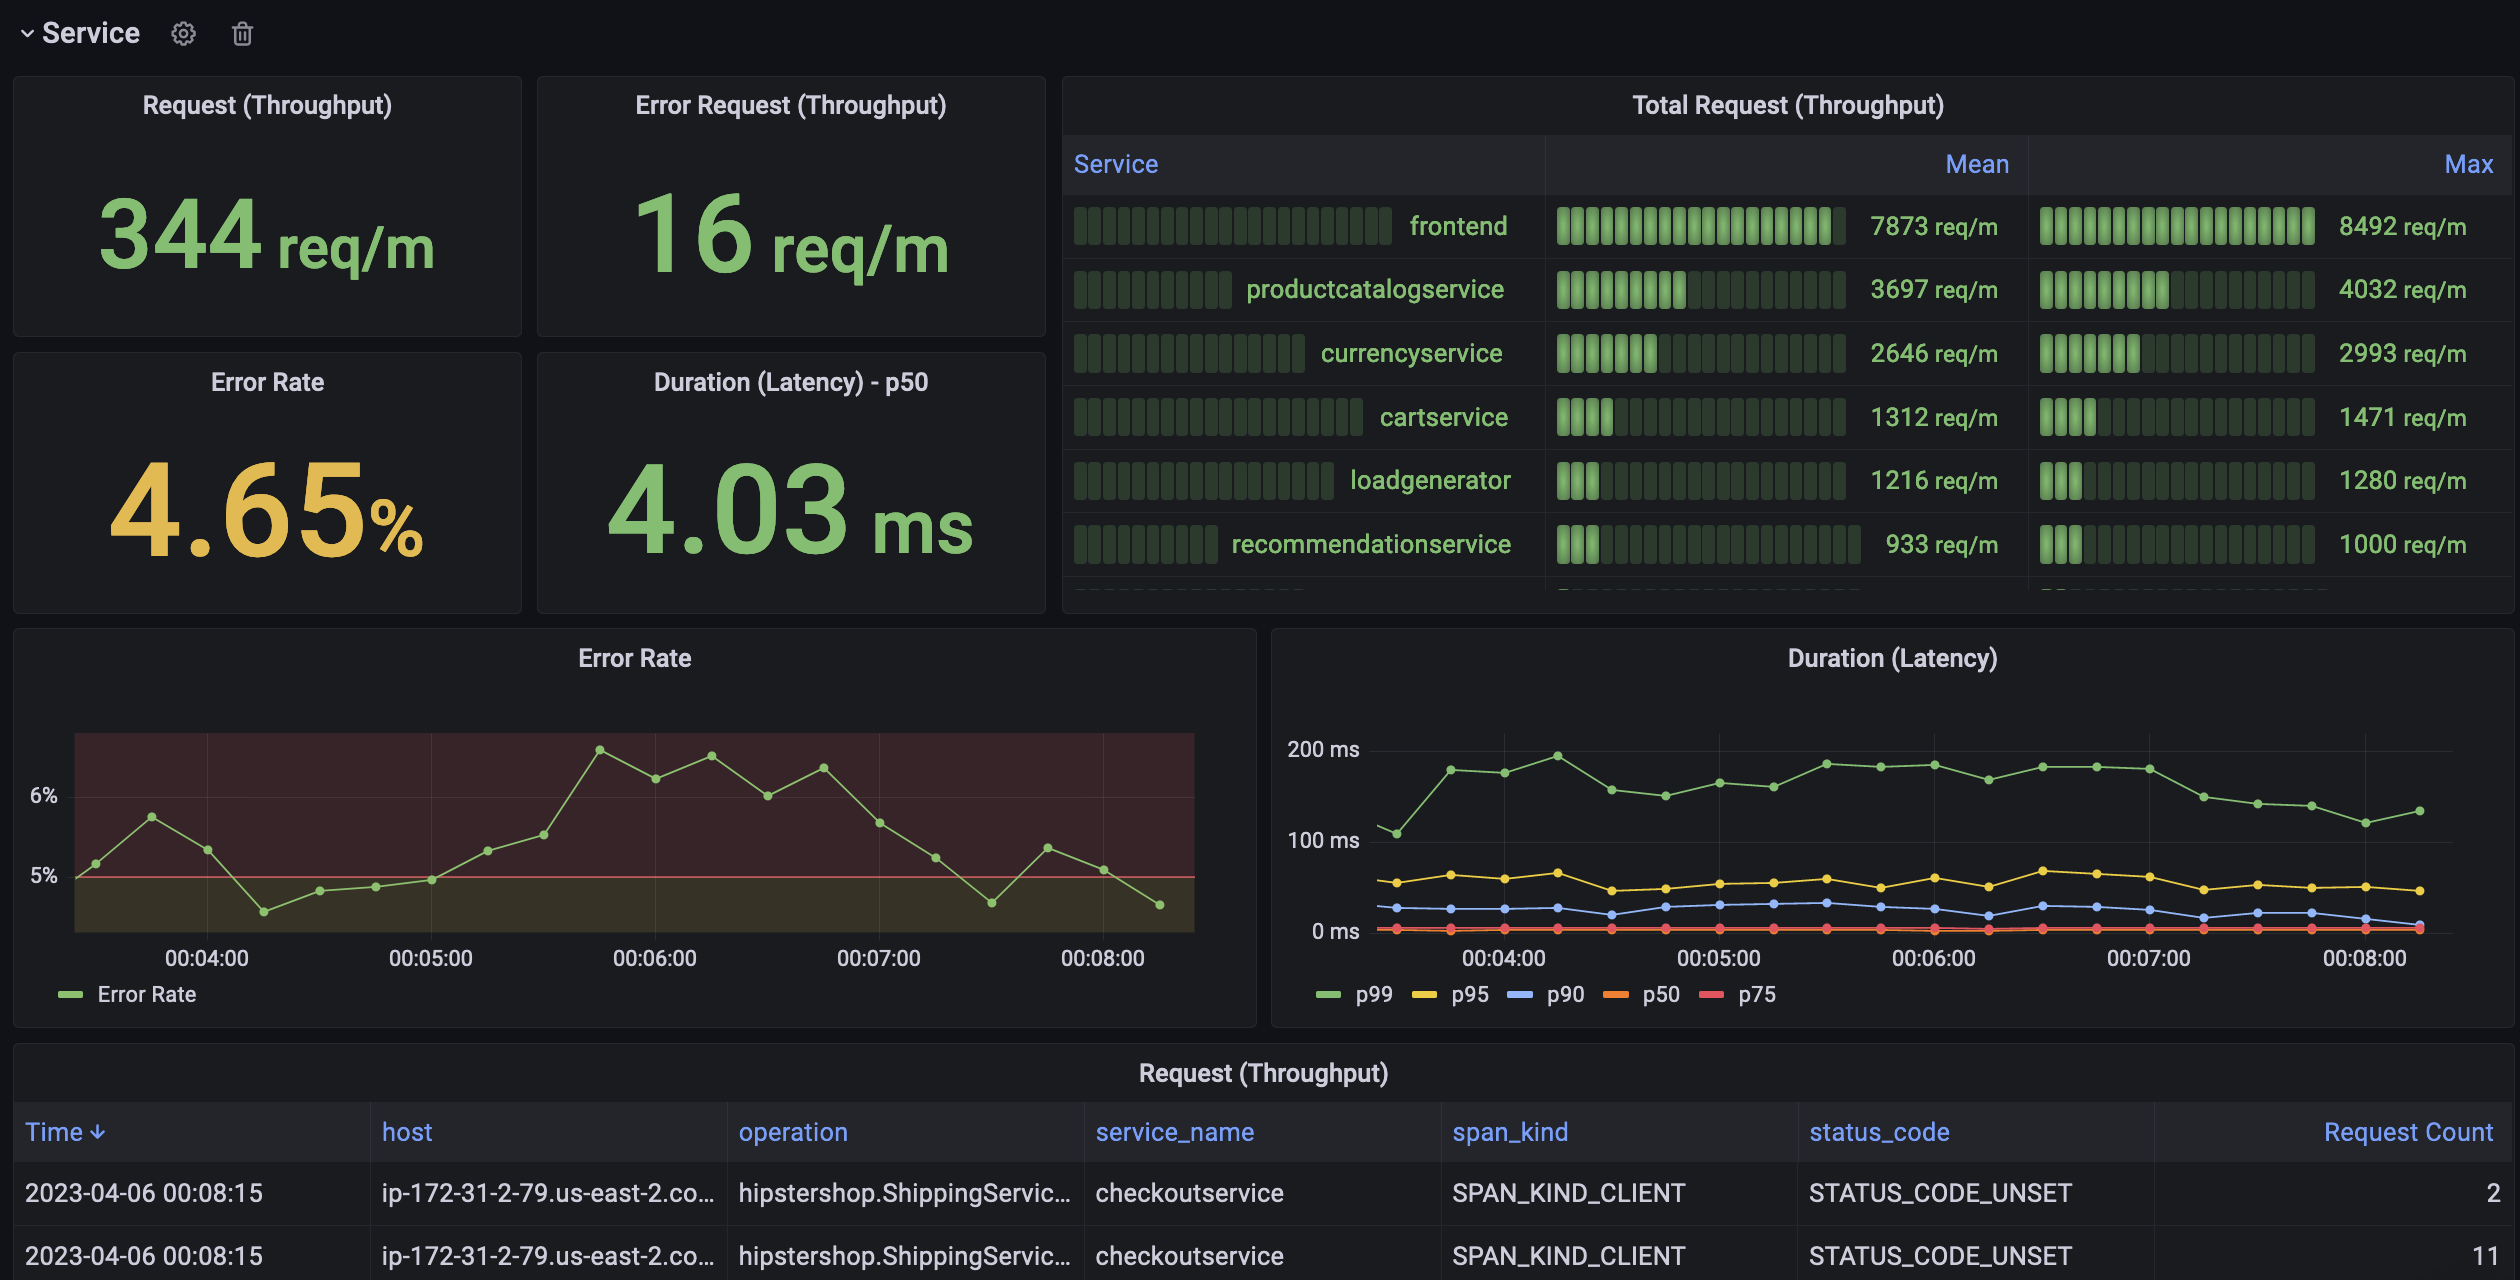 Service
Request (Throughput)
344 req/m
Error Request (Throughput)
16 req/m
Error Rate
4.65%
Duration (Latency) - p50
4.03 ms
Total Request (Throughput)
Service Mean Max
frontend 7873 req/m 8492 req/m
productcatalogservice 3697 req/m 4032 req/m
currencyservice 2646 req/m 2993 req/m
cartservice 1312 req/m 1471 req/m
loadgenerator 1216 req/m 1280 req/m
recommendationservice 933 req/m 1000 req/m
Error Rate
6%
5%
00:04:00 00:05:00 00:06:00 00:07:00 00:08:00
Error Rate
Duration (Latency)
200 ms
100 ms
0 ms
00:04:00 00:05:00 00:06:00 00:07:00 00:08:00
p99 p95 p90 p50 p75
Request (Throughput)
Time host operation service_name span_kind status_code Request Count
2023-04-06 00:08:15 ip-172-31-2-79.us-east-2.co... hipstershop.ShippingServic... checkoutservice SPAN_KIND_CLIENT STATUS_CODE_UNSET 2
2023-04-06 00:08:15 ip-172-31-2-79.us-east-2.co... hipstershop.ShippingServic... checkoutservice SPAN_KIND_CLIENT STATUS_CODE_UNSET 11